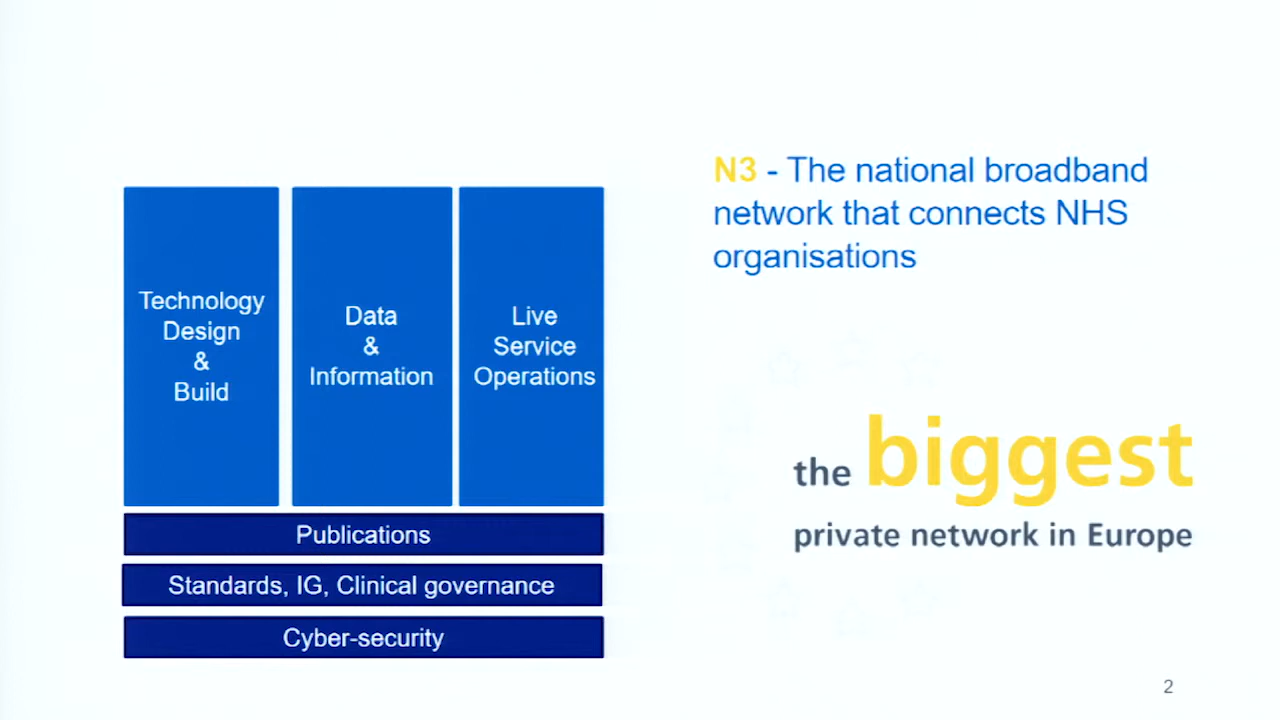 Technology
Design
&
Build
Data
&
Information
Live
Service
Operations
Publications
Standards, IG, Clinical governance
Cyber-security
N3 - The national broadband
network that connects NHS
organisations
the biggest
private network in Europe
2